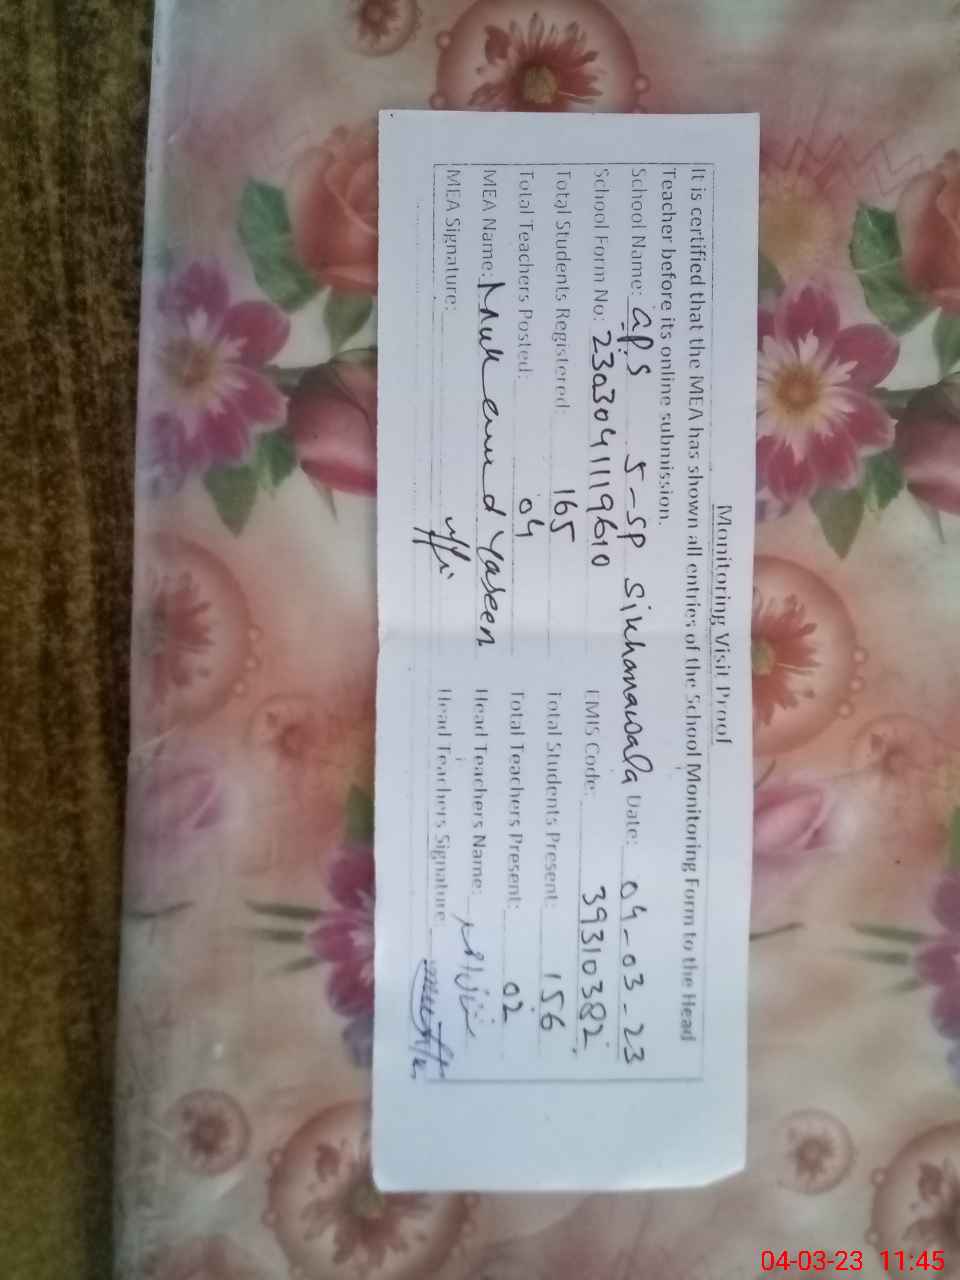 Monitoring Visit Proof
It is certified that the MEA has shown all entries of the School Monitoring Form to the Head
Teacher before its online submission.
School Name: GPS 5-SP Sikhanawala Date: 04-03-23
School Form No: 2303041119610 EMIS Code: 39310382
Total Students Registered: 165 Total Students Present: 156
Total Teachers Posted: 04 Total Teachers Present: 02
MEA Name: Muhammad Yaseen Head Teachers Name:
MEA Signature: Head Teachers Signature:
04-03-23 11:45